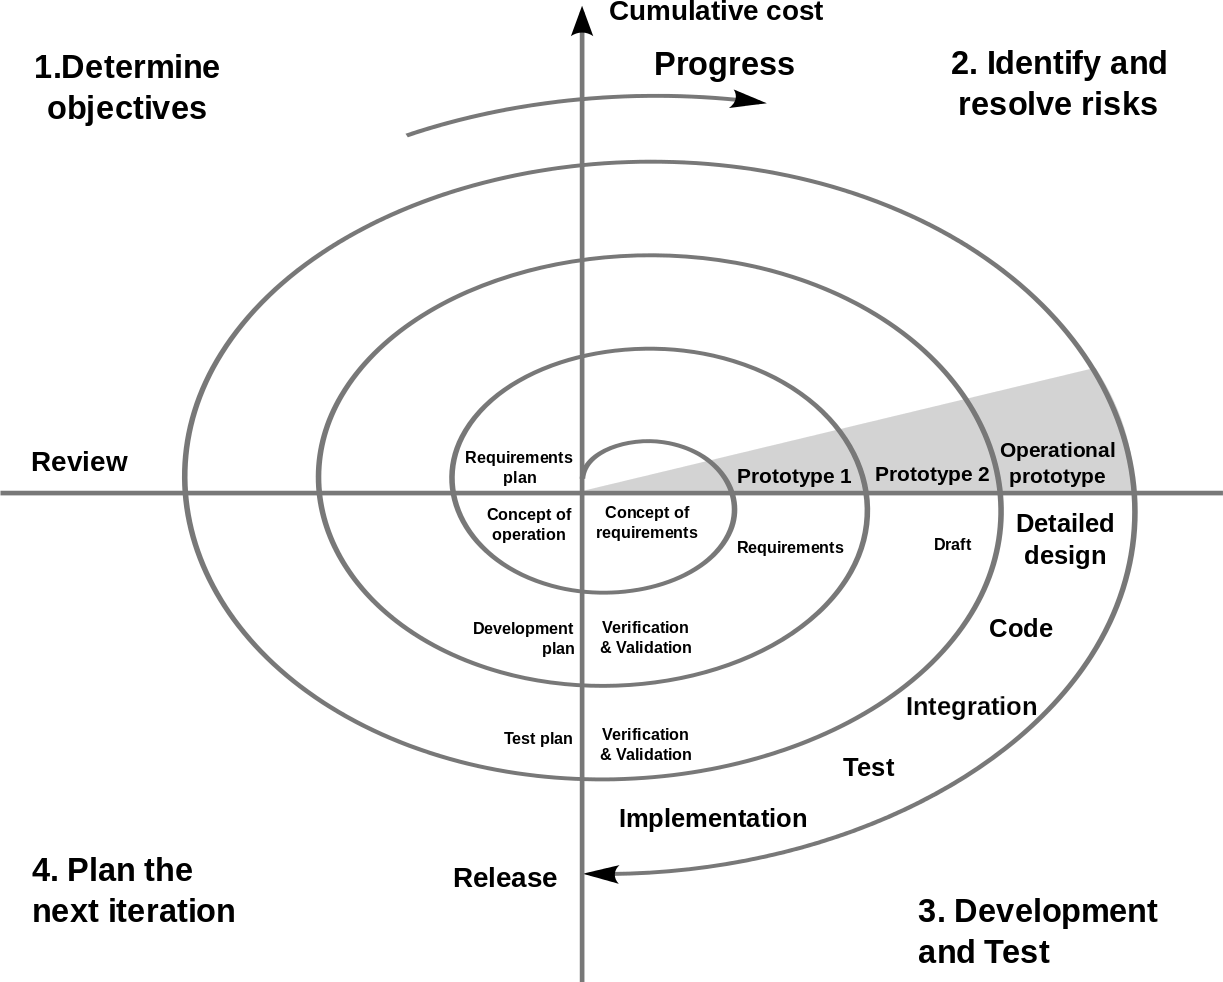 Cumulative cost
Progress
1.Determine
objectives
2. Identify and
resolve risks
Review
Requirements
plan
Prototype 1
Prototype 2
Operational
prototype
Concept of
operation
Concept of
requirements
Requirements
Draft
Detailed
design
Development
plan
Verification
& Validation
Code
Integration
Test plan
Verification
& Validation
Test
Implementation
Release
4. Plan the
next iteration
3. Development
and Test